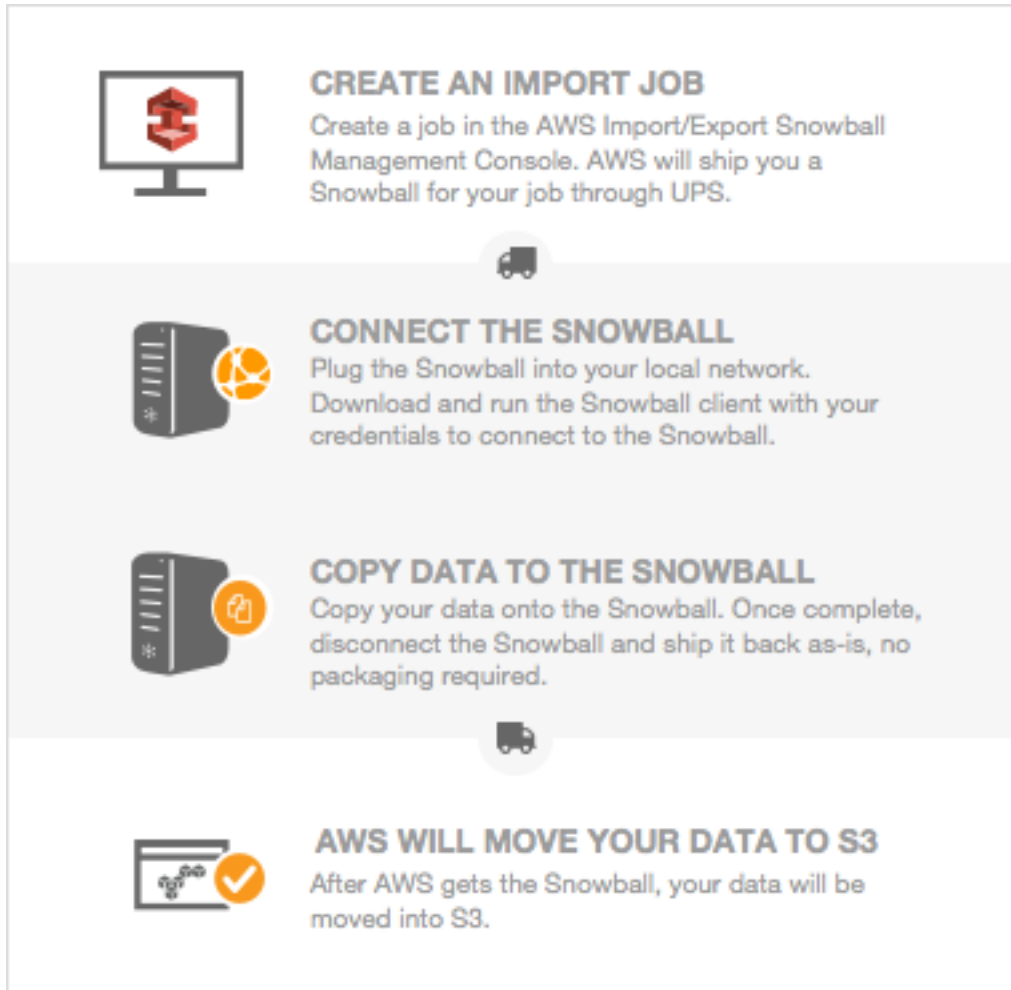 CREATE AN IMPORT JOB
Create a job in the AWS Import/Export Snowball
Management Console. AWS will ship you a
Snowball for your job through UPS.
CONNECT THE SNOWBALL
Plug the Snowball into your local network.
Download and run the Snowball client with your
credentials to connect to the Snowball.
COPY DATA TO THE SNOWBALL
Copy your data onto the Snowball. Once complete,
disconnect the Snowball and ship it back as-is, no
packaging required.
AWS WILL MOVE YOUR DATA TO S3
After AWS gets the Snowball, your data will be
moved into S3.